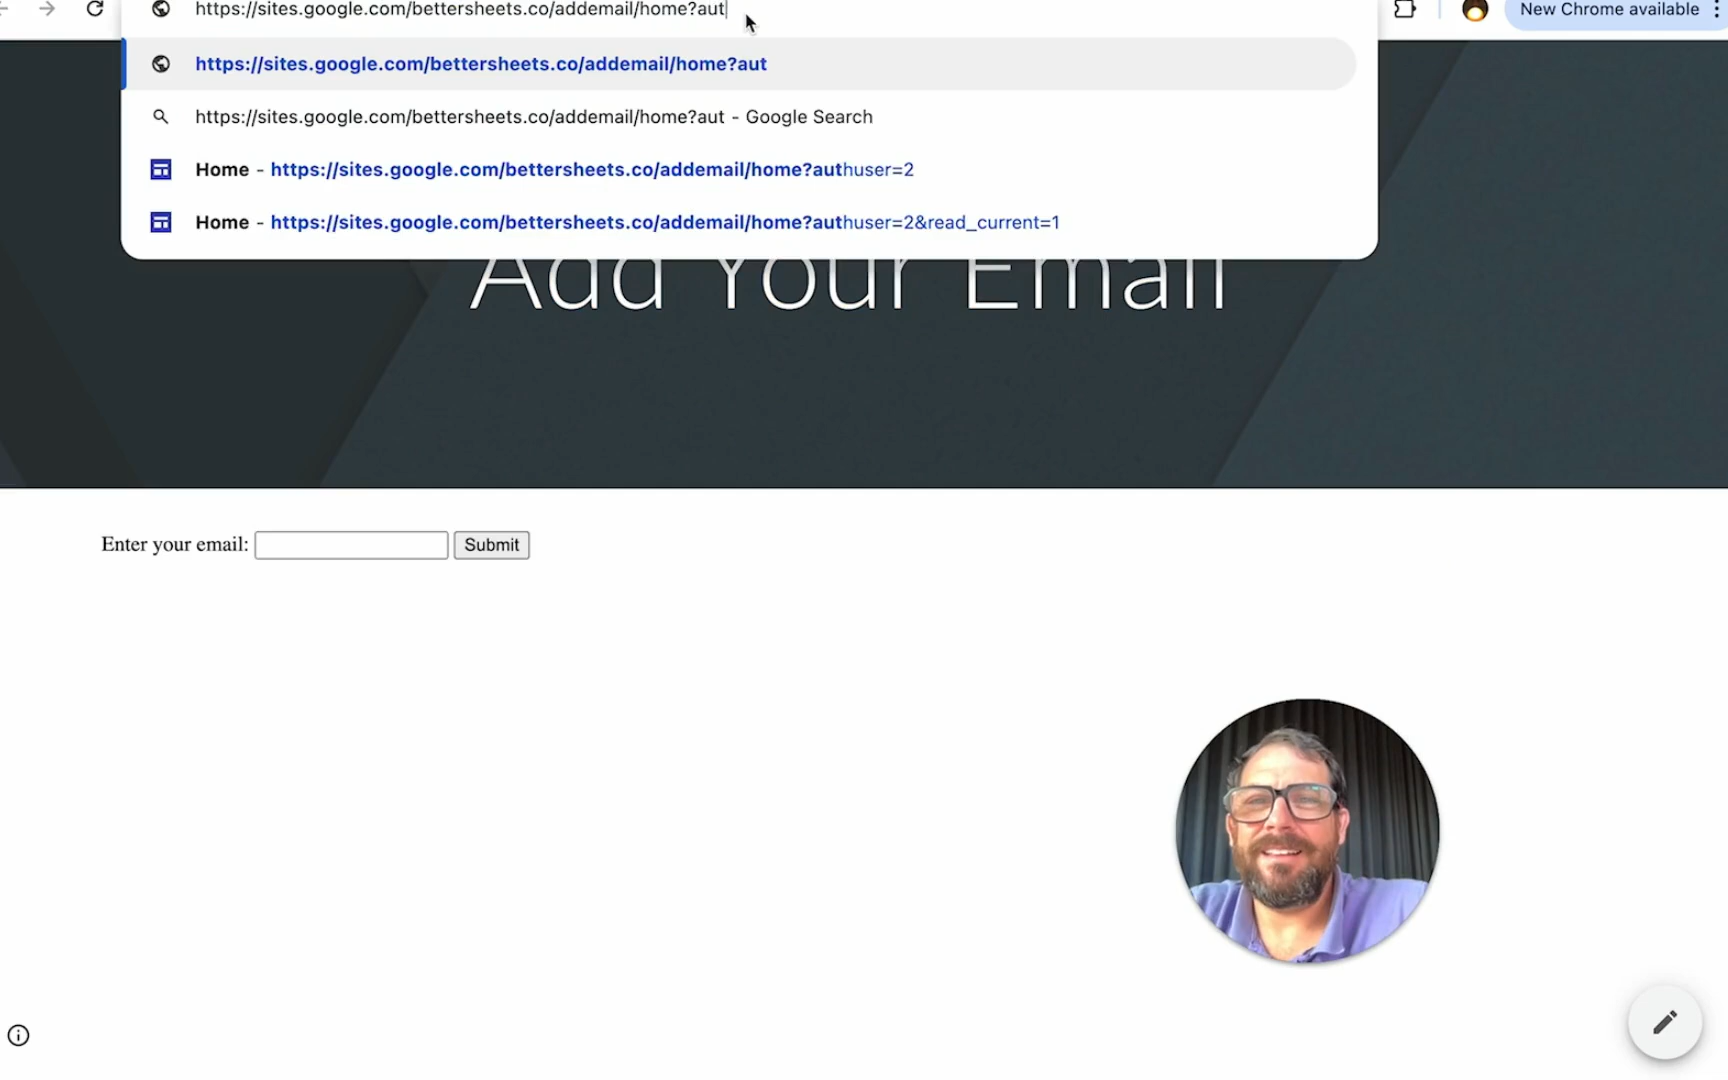 https://sites.google.com/bettersheets.co/addemail/home?aut
New Chrome available
https://sites.google.com/bettersheets.co/addemail/home?aut
https://sites.google.com/bettersheets.co/addemail/home?aut - Google Search
Home - https://sites.google.com/bettersheets.co/addemail/home?authuser=2
Home - https://sites.google.com/bettersheets.co/addemail/home?authuser=2&read_current=1
Add Your Email
Enter your email: Submit